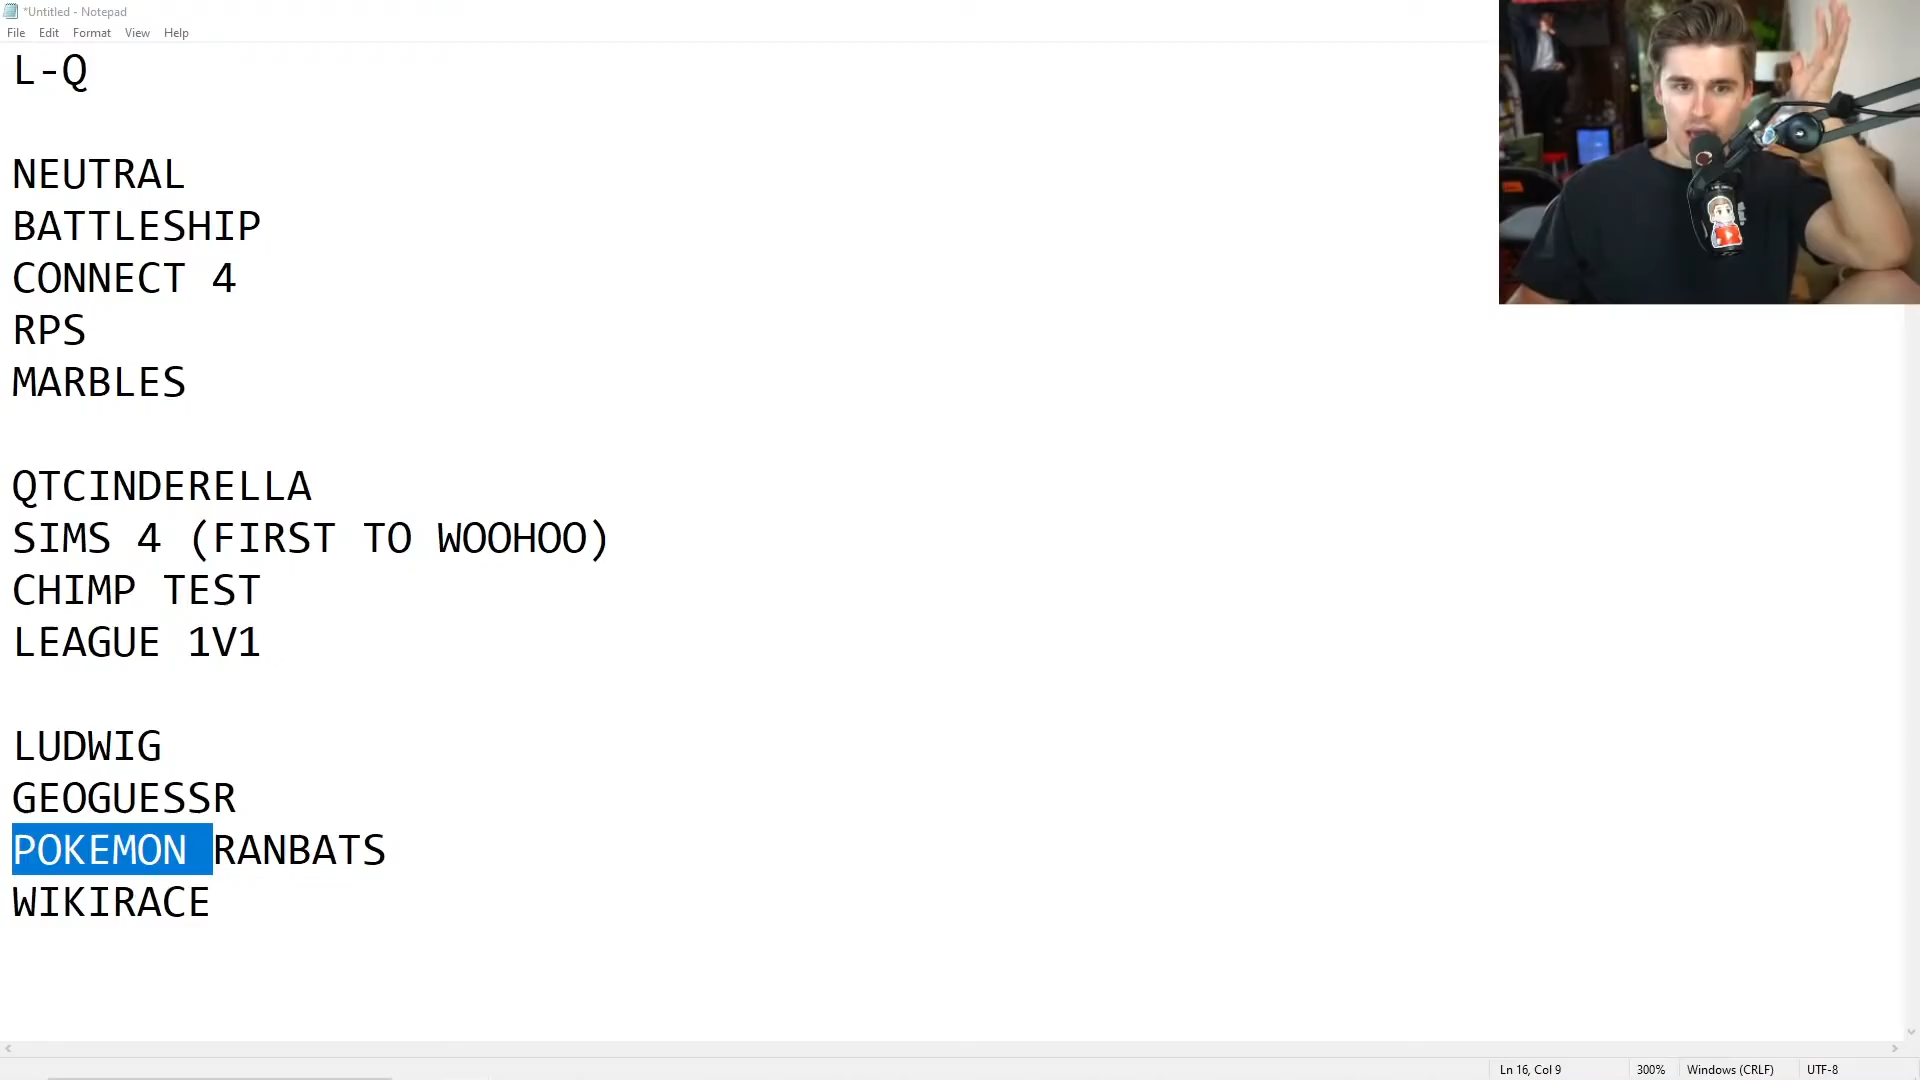 *Untitled - Notepad
File Edit Format View Help
L-Q
NEUTRAL
BATTLESHIP
CONNECT 4
RPS
MARBLES
QTCINDERELLA
SIMS 4 (FIRST TO WOOHOO)
CHIMP TEST
LEAGUE 1V1
LUDWIG
GEOGUESSR
POKEMON RANBATS
WIKIRACE
Ln 16, Col 9 300% Windows (CRLF) UTF-8